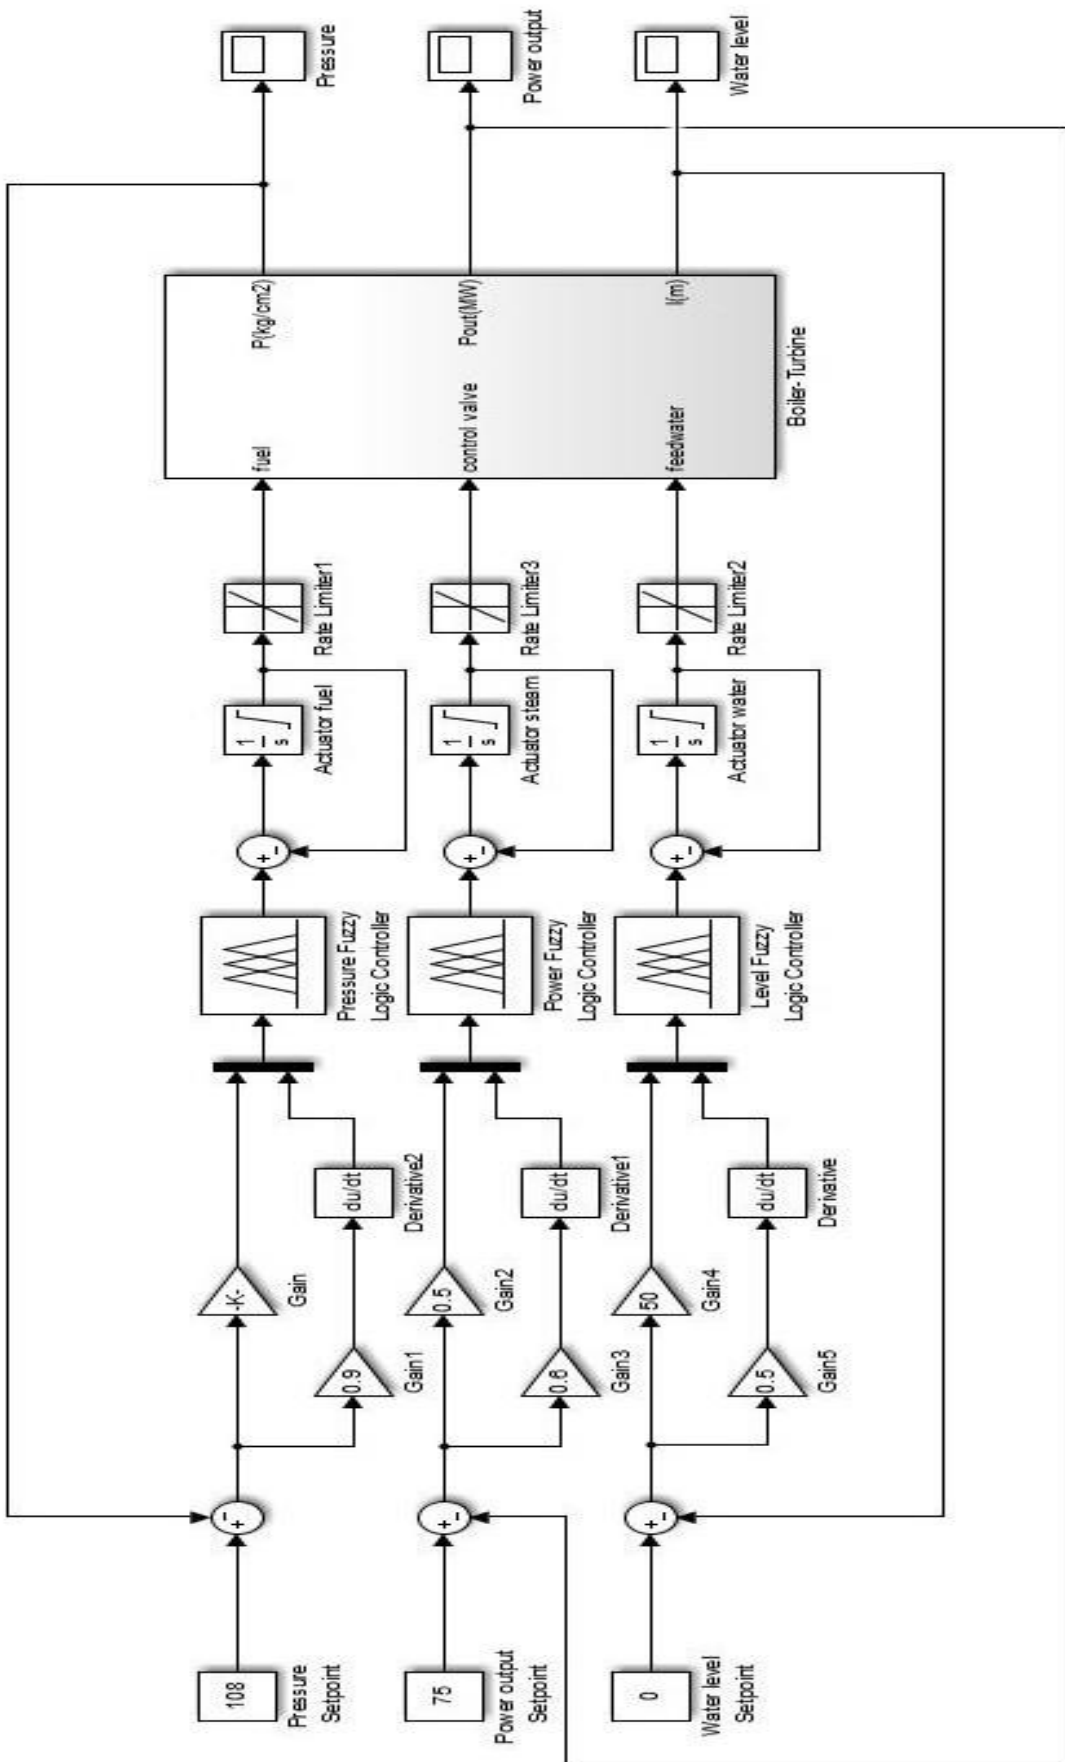 108
Pressure
Setpoint
-K-
Gain
0.9
Gain1
du/dt
Derivative2
Pressure Fuzzy
Logic Controller
+
-
1
s
Actuator fuel
Rate Limiter1
fuel
P(kg/cm2)
Pressure
75
Power output
Setpoint
+
-
0.5
Gain2
0.6
Gain3
du/dt
Derivative1
Power Fuzzy
Logic Controller
+
-
1
s
Actuator steam
Rate Limiter3
control valve
Pout(MW)
Power output
0
Water level
Setpoint
+
-
50
Gain4
0.5
Gain5
du/dt
Derivative
Level Fuzzy
Logic Controller
+
-
1
s
Actuator water
Rate Limiter2
feedwater
l(m)
Water level
Boiler-Turbine
-
+